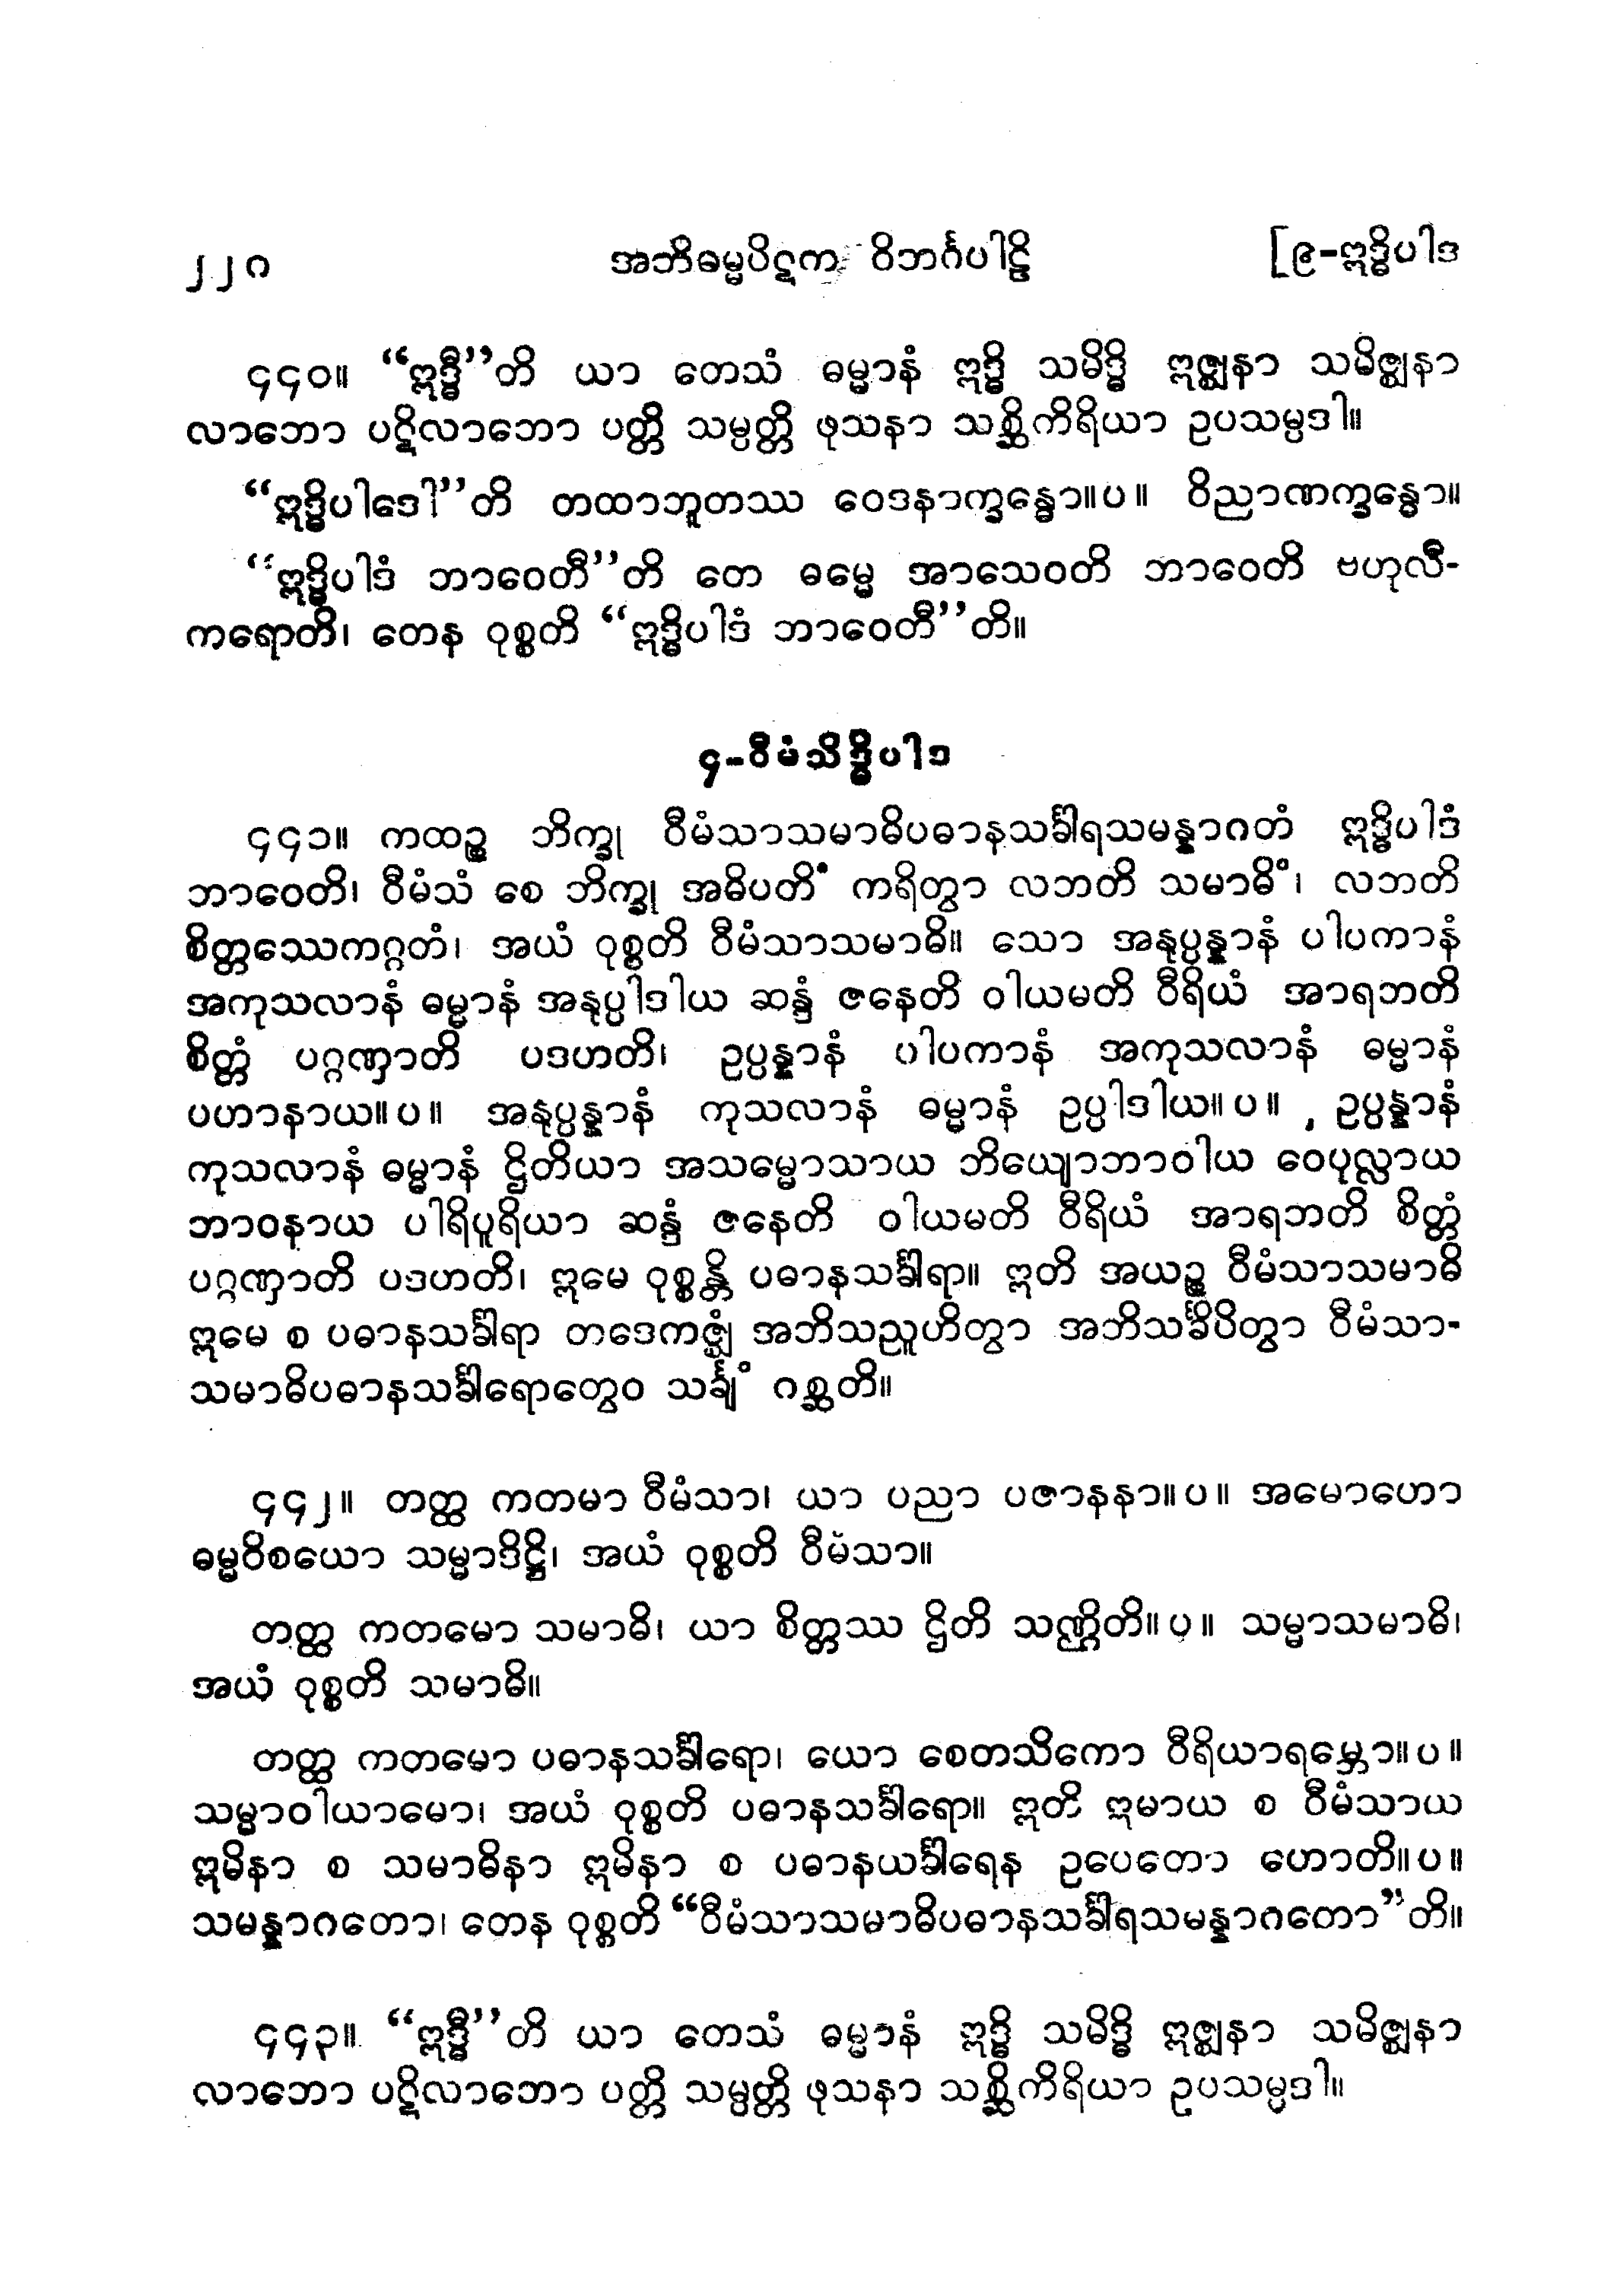 ၂၂၈ အဘိဓမ္မပိဋက ဝိဘင်္ဂပါဠိ [၉-ဣဒ္ဓိပါဒ
၄၄၀။ “ဣဒ္ဓီ”တိ ယာ တေသံ ဓမ္မာနံ ဣဒ္ဓိ သမိဒ္ဓိ ဣဇ္ဈနာ သမိဇ္ဈနာ
လာဘော ပဋိလာဘော ပတ္တိ သမ္ပတ္တိ ဖုသနာ သစ္ဆိကိရိယာ ဥပသမ္ပဒါ။
“ဣဒ္ဓိပါဒေါ”တိ တထာဘူတဿ ဝေဒနာက္ခန္ဓော။ပ။ ဝိညာဏက္ခန္ဓော။
“ဣဒ္ဓိပါဒံ ဘာဝေတီ”တိ တေ ဓမ္မေ အာသေဝတိ ဘာဝေတိ ဗဟုလီ-
ကရောတိ၊ တေန ဝုစ္စတိ “ဣဒ္ဓိပါဒံ ဘာဝေတီ”တိ။
၄-ဝီမံသိဒ္ဓိပါဒ
၄၄၁။ ကထဉ္စ ဘိက္ခု ဝီမံသာသမာဓိပဓာနသင်္ခါရသမန္နာဂတံ ဣဒ္ဓိပါဒံ
ဘာဝေတိ၊ ဝီမံသံ စေ ဘိက္ခု အဓိပတိံ ကရိတွာ လဘတိ သမာဓိံ၊ လဘတိ
စိတ္တဿေကဂ္ဂတံ၊ အယံ ဝုစ္စတိ ဝီမံသာသမာဓိ။ သော အနုပ္ပန္နာနံ ပါပကာနံ
အကုသလာနံ ဓမ္မာနံ အနုပ္ပါဒါယ ဆန္ဒံ ဇနေတိ ဝါယမတိ ဝီရိယံ အာရဘတိ
စိတ္တံ ပဂ္ဂဏှာတိ ပဒဟတိ၊ ဥပ္ပန္နာနံ ပါပကာနံ အကုသလာနံ ဓမ္မာနံ
ပဟာနာယ။ပ။ အနုပ္ပန္နာနံ ကုသလာနံ ဓမ္မာနံ ဥပ္ပါဒါယ။ပ။ ဥပ္ပန္နာနံ
ကုသလာနံ ဓမ္မာနံ ဌိတိယာ အသမ္မောသာယ ဘိယျောဘာဝါယ ဝေပုလ္လာယ
ဘာဝနာယ ပါရိပူရိယာ ဆန္ဒံ ဇနေတိ ဝါယမတိ ဝီရိယံ အာရဘတိ စိတ္တံ
ပဂ္ဂဏှာတိ ပဒဟတိ၊ ဣမေ ဝုစ္စန္တိ ပဓာနသင်္ခါရာ။ ဣတိ အယဉ္စ ဝီမံသာသမာဓိ
ဣမေ စ ပဓာနသင်္ခါရာ တဒေကဇ္ဈံ အဘိသညူဟိတွာ အဘိသင်္ခိပိတွာ ဝီမံသာ-
သမာဓိပဓာနသင်္ခါရောတွေဝ သင်္ချံ ဂစ္ဆတိ။
၄၄၂။ တတ္ထ ကတမာ ဝီမံသာ၊ ယာ ပညာ ပဇာနနာ။ပ။ အမောဟော
ဓမ္မဝိစယော သမ္မာဒိဋ္ဌိ၊ အယံ ဝုစ္စတိ ဝီမံသာ။
တတ္ထ ကတမော သမာဓိ၊ ယာ စိတ္တဿ ဌိတိ သဏ္ဌိတိ။ပ။ သမ္မာသမာဓိ၊
အယံ ဝုစ္စတိ သမာဓိ။
တတ္ထ ကတမော ပဓာနသင်္ခါရော၊ ယော စေတသိကော ဝီရိယာရမ္ဘော။ပ။
သမ္မာဝါယာမော၊ အယံ ဝုစ္စတိ ပဓာနသင်္ခါရော။ ဣတိ ဣမာယ စ ဝီမံသာယ
ဣမိနာ စ သမာဓိနာ ဣမိနာ စ ပဓာနယင်္ခါရေန ဥပေတော ဟောတိ။ပ။
သမန္နာဂတော၊ တေန ဝုစ္စတိ “ဝီမံသာသမာဓိပဓာနသင်္ခါရသမန္နာဂတော”တိ။
၄၄၃။ “ဣဒ္ဓီ”တိ ယာ တေသံ ဓမ္မာနံ ဣဒ္ဓိ သမိဒ္ဓိ ဣဇ္ဈနာ သမိဇ္ဈနာ
လာဘော ပဋိလာဘော ပတ္တိ သမ္ပတ္တိ ဖုသနာ သစ္ဆိကိရိယာ ဥပသမ္ပဒါ။